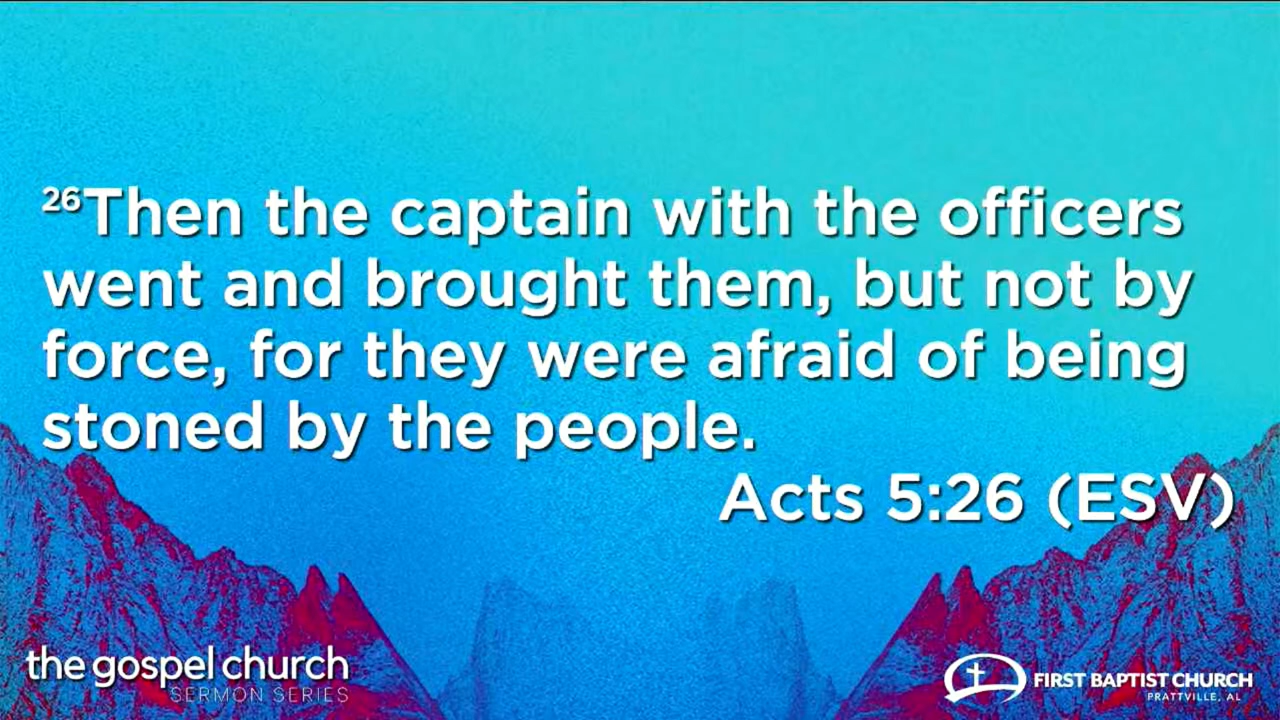 26Then the captain with the officers
went and brought them, but not by
force, for they were afraid of being
stoned by the people.
Acts 5:26 (ESV)
the gospel church
SERMON SERIES
FIRST BAPTIST CHURCH
PRATTVILLE, AL